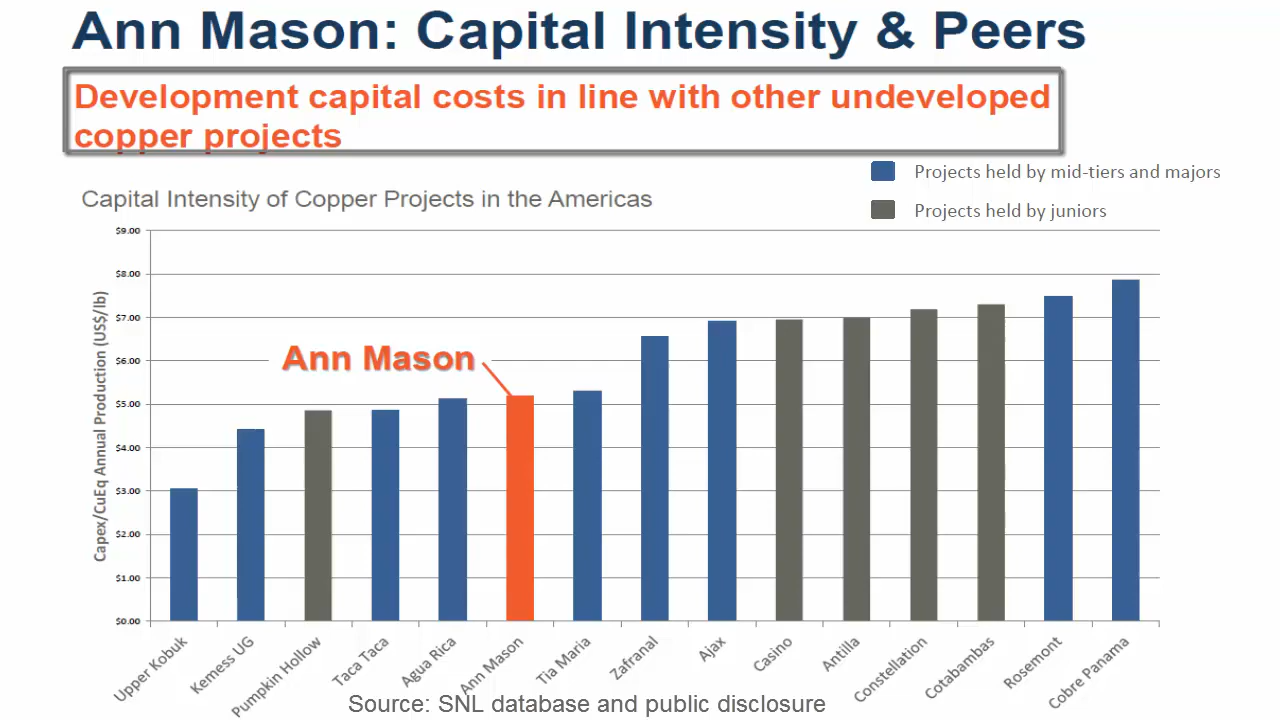 Ann Mason: Capital Intensity & Peers
Development capital costs in line with other undeveloped
copper projects
Projects held by mid-tiers and majors
Projects held by juniors
Capital Intensity of Copper Projects in the Americas
Capex/CuEq Annual Production (US$/lb)
$9.00
$8.00
$7.00
$6.00
$5.00
$4.00
$3.00
$2.00
$1.00
$0.00
Ann Mason
Upper Kobuk
Kemess UG
Pumpkin Hollow
Taca Taca
Agua Rica
Ann Mason
Tia Maria
Zafranal
Ajax
Casino
Antilla
Constellation
Cotabambas
Rosemont
Cobre Panama
Source: SNL database and public disclosure